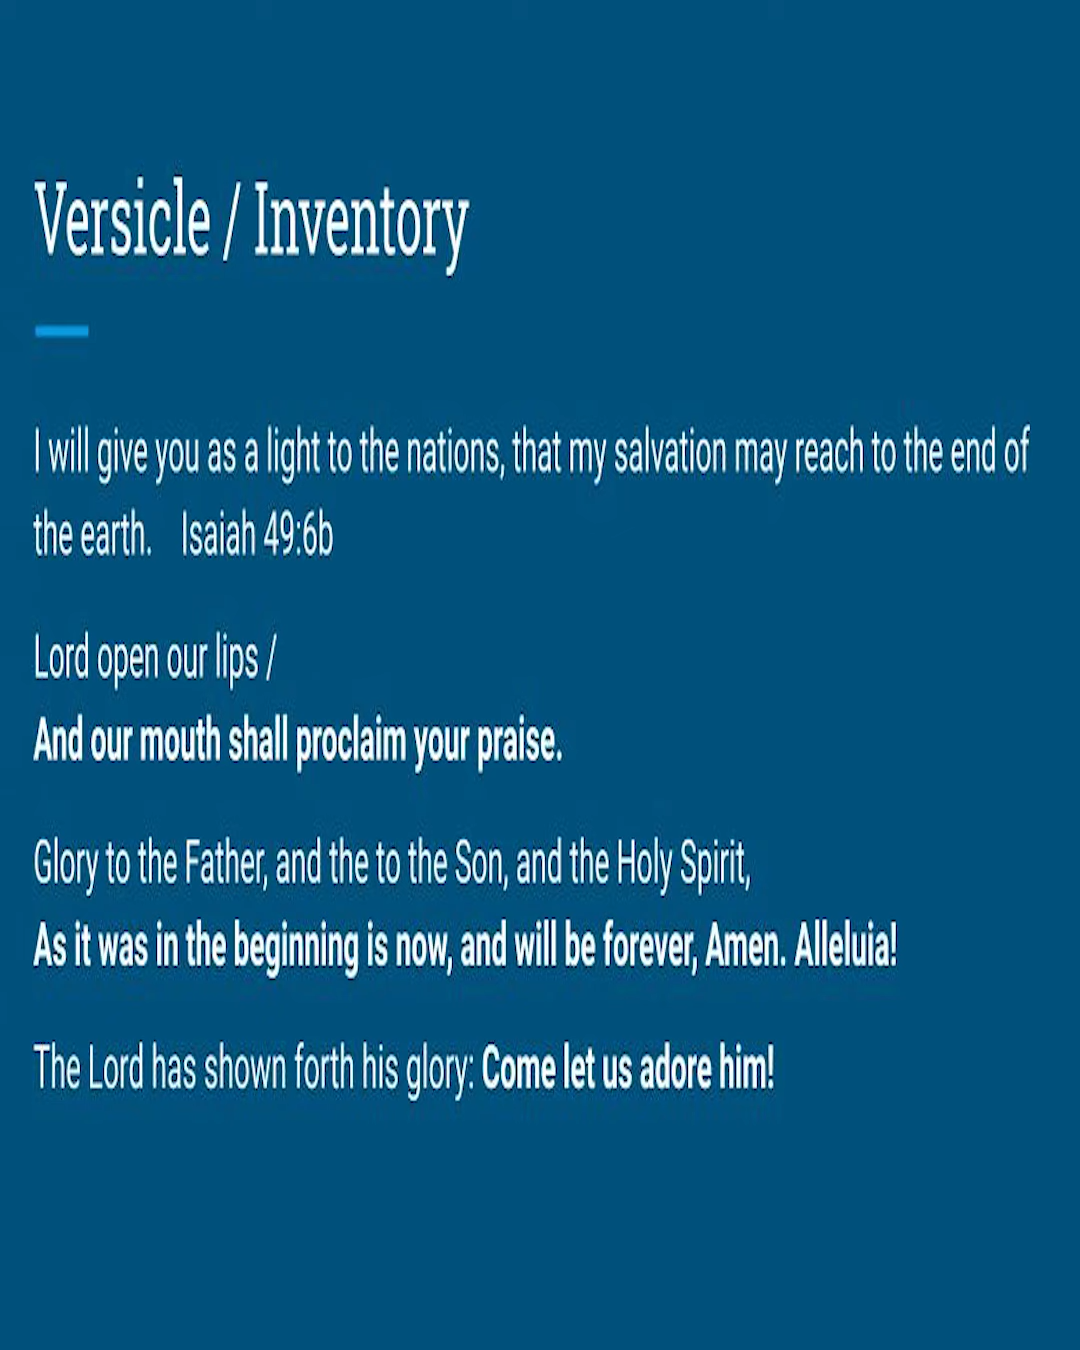 Versicle / Inventory
I will give you as a light to the nations, that my salvation may reach to the end of
the earth. Isaiah 49:6b
Lord open our lips /
And our mouth shall proclaim your praise.
Glory to the Father, and the to the Son, and the Holy Spirit,
As it was in the beginning is now, and will be forever, Amen. Alleluia!
The Lord has shown forth his glory: Come let us adore him!